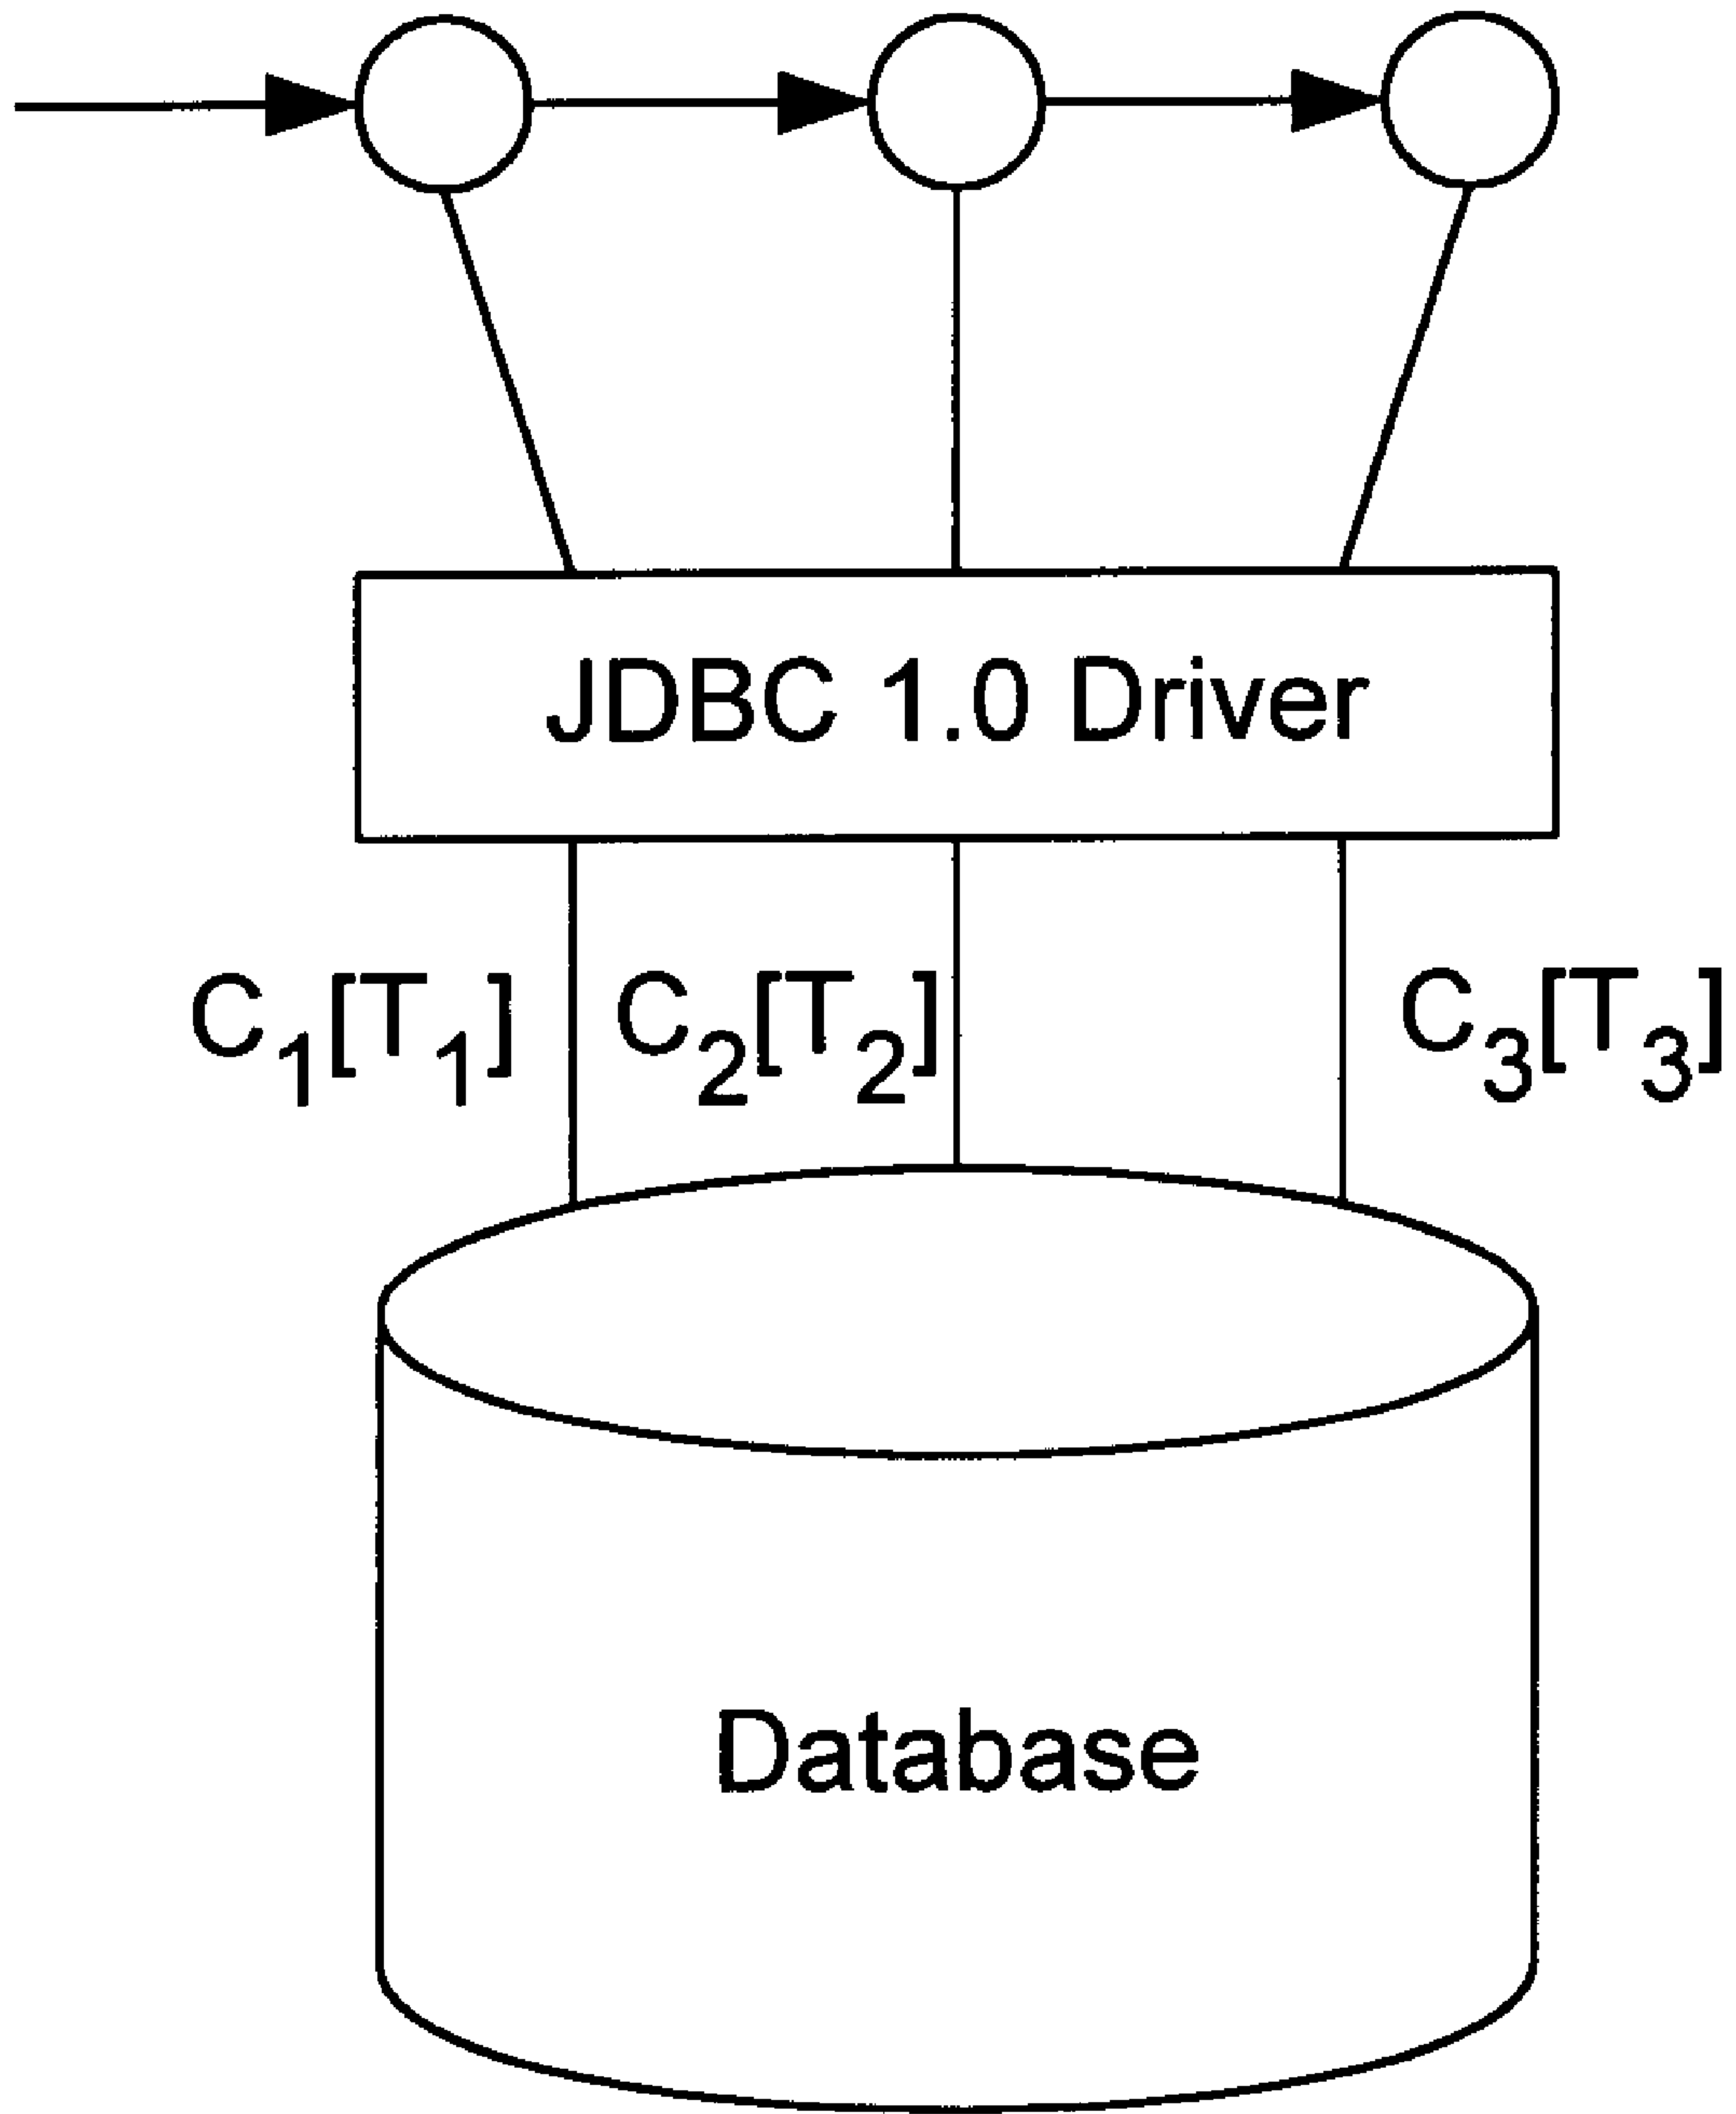 JDBC 1.0 Driver
C₁[T₁] C₂[T₂] C₃[T₃]
Database